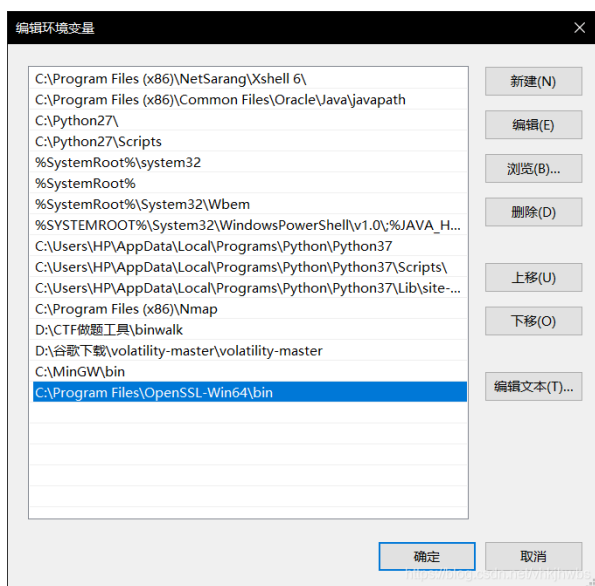 编辑环境变量
C:\Program Files (x86)\NetSarang\Xshell 6\
新建(N)
C:\Program Files (x86)\Common Files\Oracle\Java\javapath
C:\Python27\
编辑(E)
C:\Python27\Scripts
%SystemRoot%\system32
浏览(B)...
%SystemRoot%
%SystemRoot%\System32\Wbem
删除(D)
%SYSTEMROOT%\System32\WindowsPowerShell\v1.0\;%JAVA_H...
C:\Users\HP\AppData\Local\Programs\Python\Python37
C:\Users\HP\AppData\Local\Programs\Python\Python37\Scripts\
上移(U)
C:\Users\HP\AppData\Local\Programs\Python\Python37\Lib\site-...
C:\Program Files (x86)\Nmap
下移(O)
D:\CTF做题工具\binwalk
D:\谷歌下载\volatility-master\volatility-master
C:\MinGW\bin
编辑文本(T)...
C:\Program Files\OpenSSL-Win64\bin
确定
取消